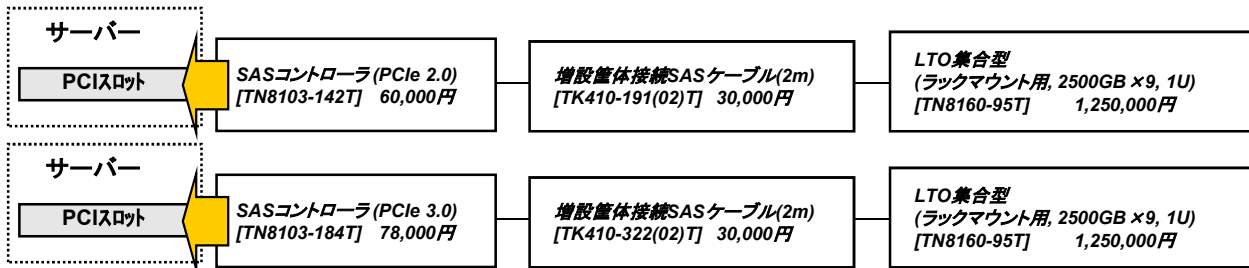 サーバー
PCIスロット
SASコントローラ(PCIe 2.0)
[TN8103-142T] 60,000円
増設筐体接続SASケーブル(2m)
[TK410-191(02)T] 30,000円
LTO集合型
(ラックマウント用, 2500GB×9, 1U)
[TN8160-95T] 1,250,000円
サーバー
PCIスロット
SASコントローラ(PCIe 3.0)
[TN8103-184T] 78,000円
増設筐体接続SASケーブル(2m)
[TK410-322(02)T] 30,000円
LTO集合型
(ラックマウント用, 2500GB×9, 1U)
[TN8160-95T] 1,250,000円